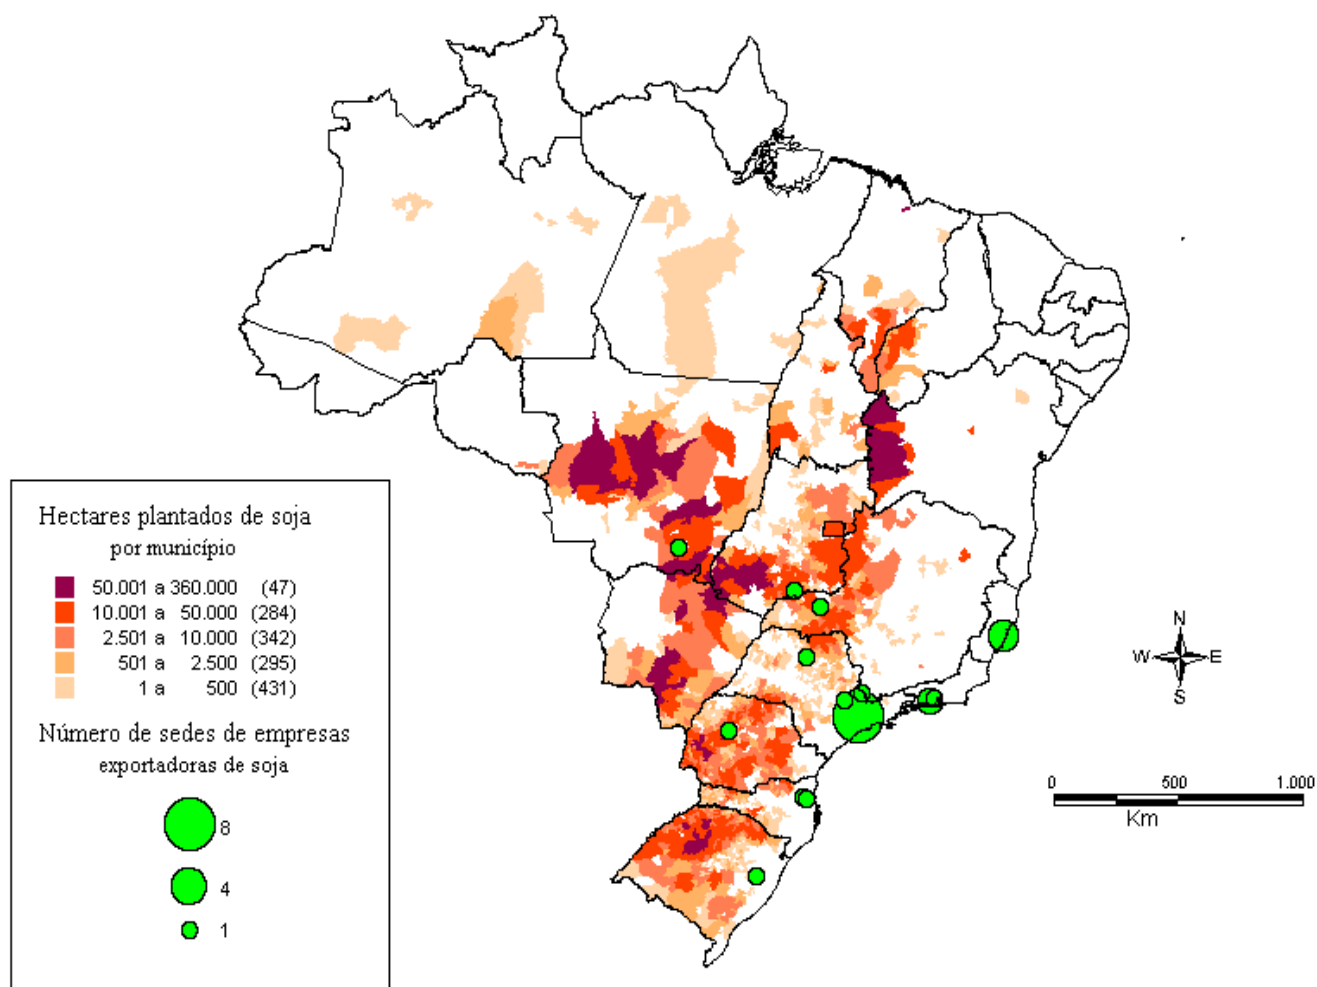 Hectares plantados de soja
por município
50.001 a 360.000 (47)
10.001 a 50.000 (284)
2.501 a 10.000 (342)
501 a 2.500 (295)
1 a 500 (431)
Número de sedes de empresas
exportadoras de soja
8
4
1
N
W E
S
0 500 1.000
Km